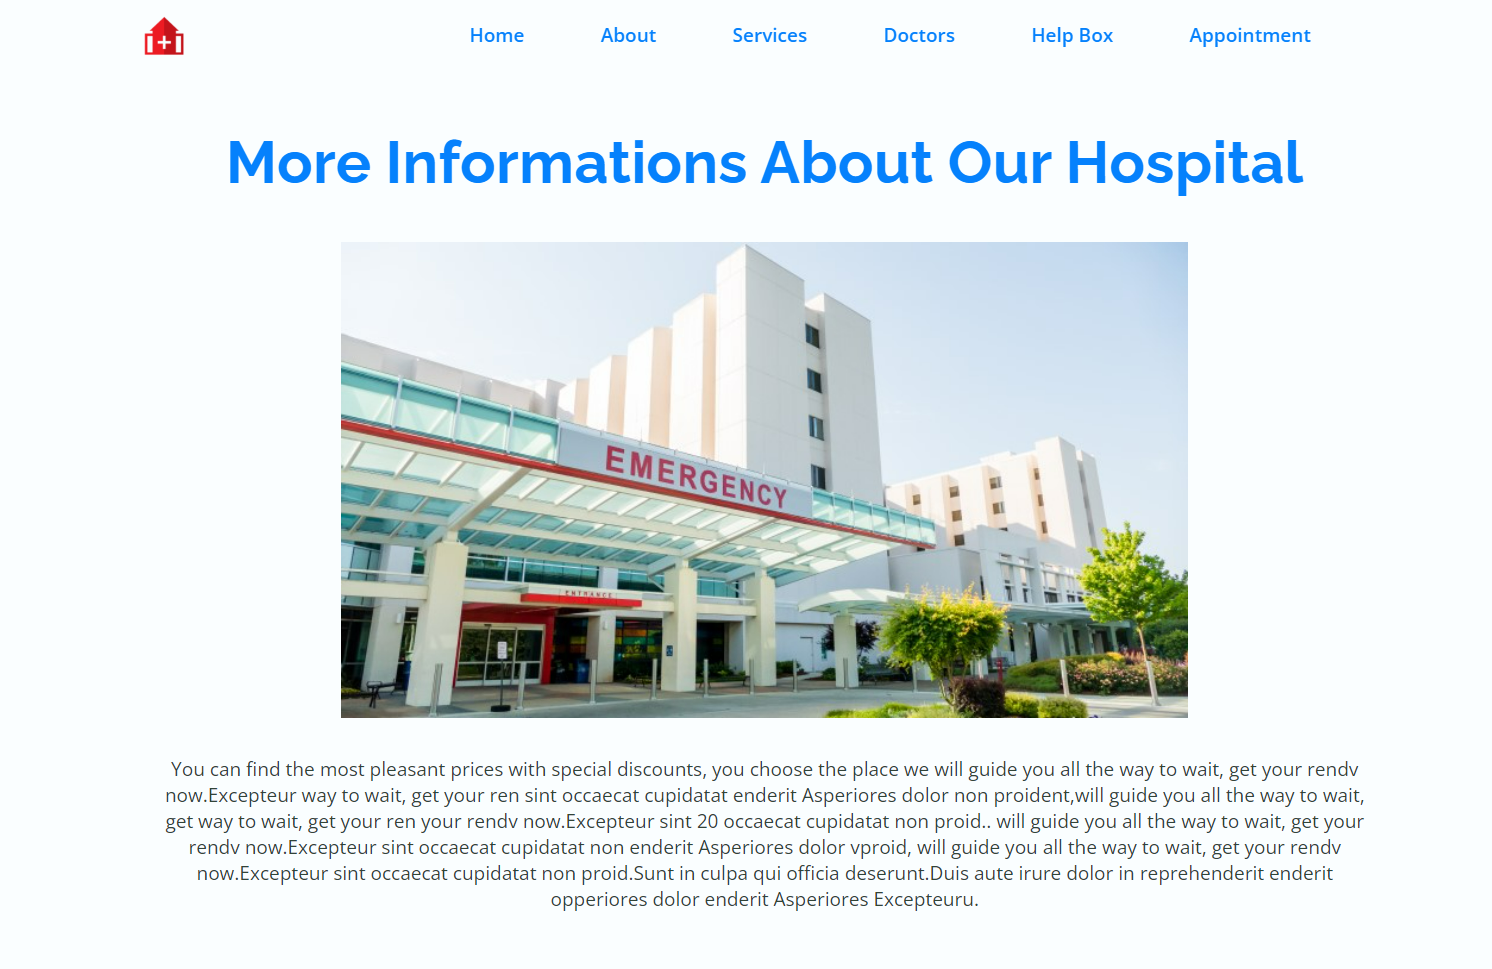 Home About Services Doctors Help Box Appointment
More Informations About Our Hospital
EMERGENCY
ENTRANCE
You can find the most pleasant prices with special discounts, you choose the place we will guide you all the way to wait, get your rendv
now.Excepteur way to wait, get your ren sint occaecat cupidatat enderit Asperiores dolor non proident,will guide you all the way to wait,
get way to wait, get your ren your rendv now.Excepteur sint 20 occaecat cupidatat non proid.. will guide you all the way to wait, get your
rendv now.Excepteur sint occaecat cupidatat non enderit Asperiores dolor vproid, will guide you all the way to wait, get your rendv
now.Excepteur sint occaecat cupidatat non proid.Sunt in culpa qui officia deserunt.Duis aute irure dolor in reprehenderit enderit
opperiores dolor enderit Asperiores Excepteuru.